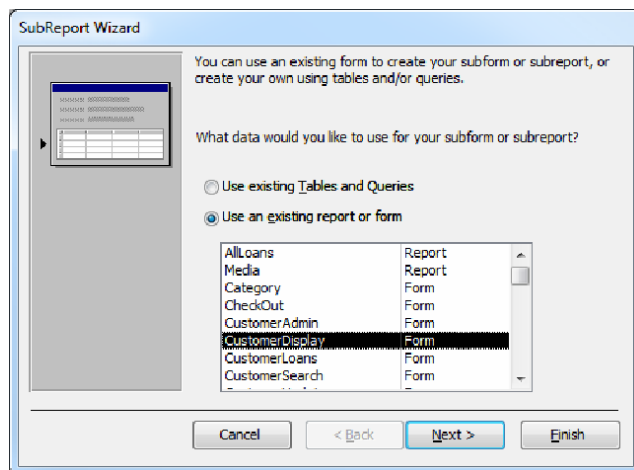 SubReport Wizard
You can use an existing form to create your subform or subreport, or
create your own using tables and/or queries.
What data would you like to use for your subform or subreport?
Use existing Tables and Queries
Use an existing report or form
AllLoans Report
Media Report
Category Form
CheckOut Form
CustomerAdmin Form
CustomerDisplay Form
CustomerLoans Form
CustomerSearch Form
Cancel < Back Next > Finish